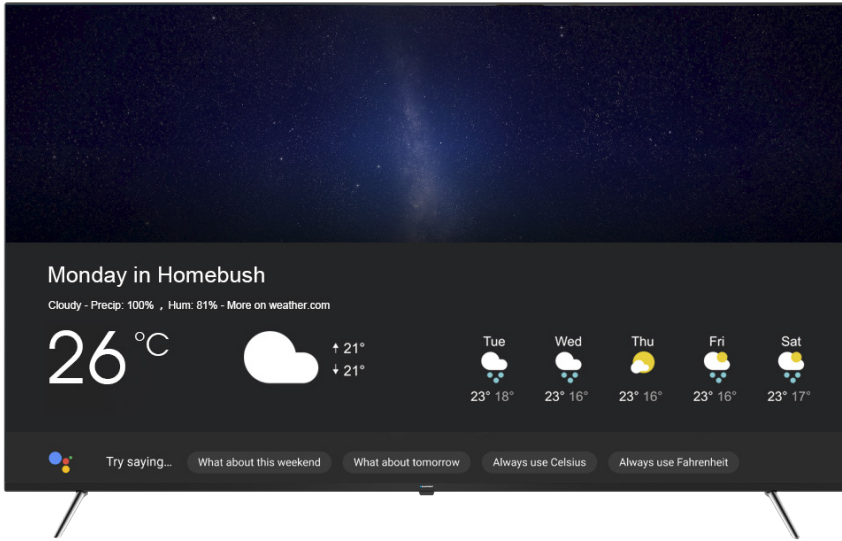 Monday in Homebush
Cloudy - Precip: 100% , Hum: 81% - More on weather.com
26 °C
↑ 21°
↓ 21°
Tue Wed Thu Fri Sat
23° 18° 23° 16° 23° 16° 23° 16° 23° 17°
Try saying... What about this weekend What about tomorrow Always use Celsius Always use Fahrenheit